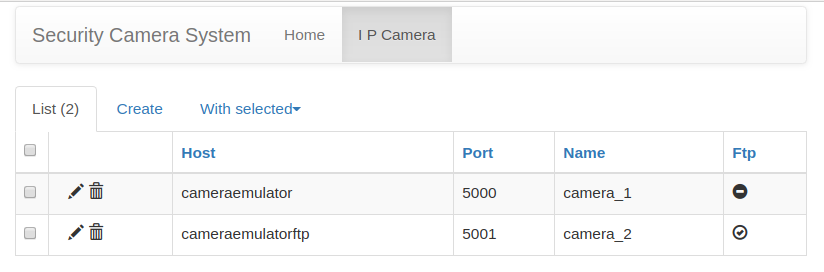 Security Camera System Home I P Camera
List (2) Create With selected
Host Port Name Ftp
cameraemulator 5000 camera_1
cameraemulatorftp 5001 camera_2